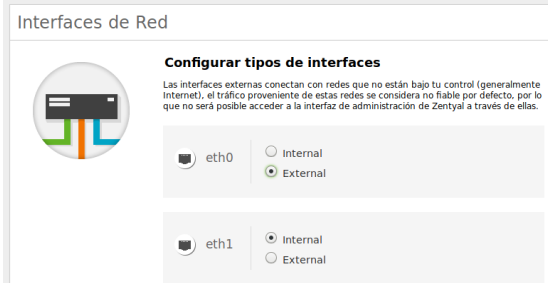 Interfaces de Red
Configurar tipos de interfaces
Las interfaces externas conectan con redes que no están bajo tu control (generalmente
Internet), el tráfico proveniente de estas redes se considera no fiable por defecto, por lo
que no será posible acceder a la interfaz de administración de Zentyal a través de ellas.
eth0
Internal
External
eth1
Internal
External